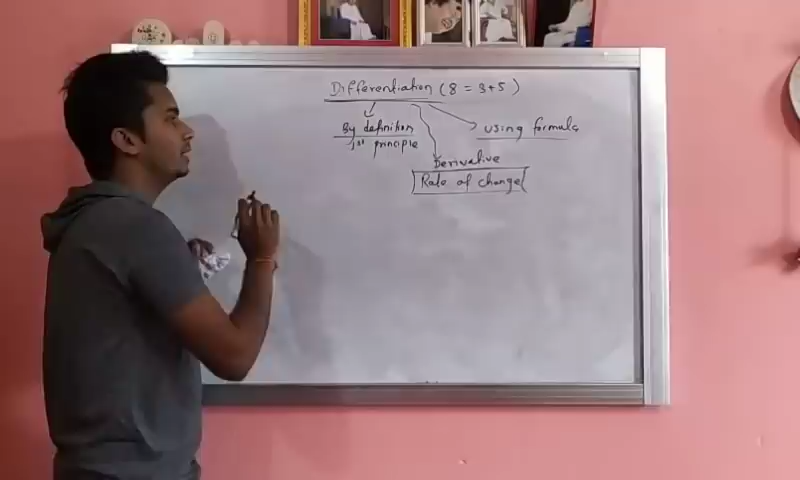 Differentiation (8 = 3+5)
By definition
1st principle
Using formula
Derivative
Rate of change